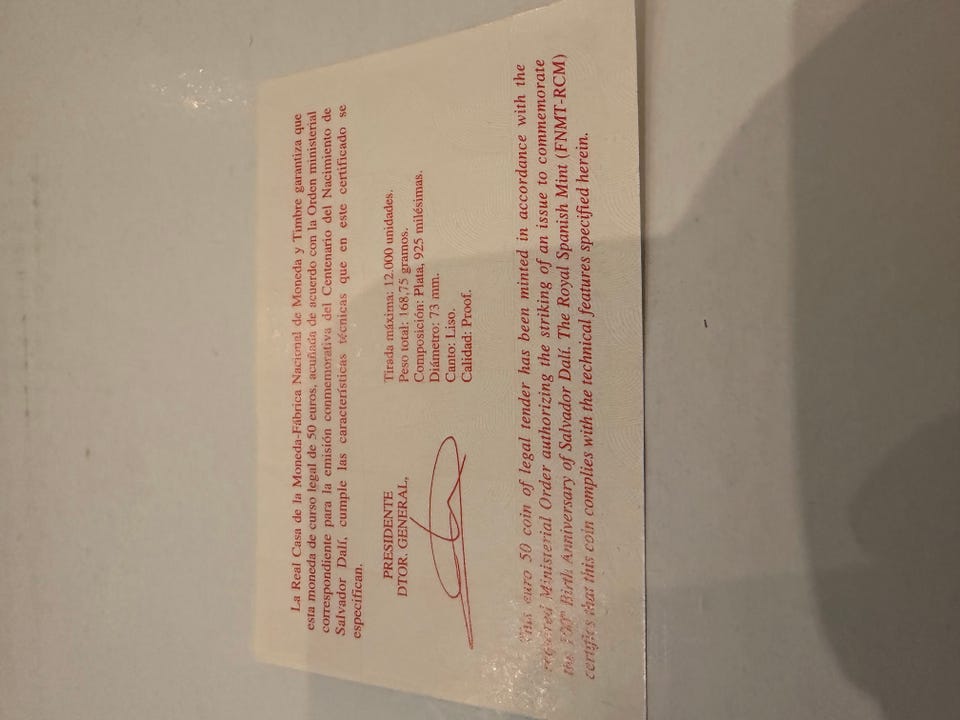 La Real Casa de la Moneda-Fábrica Nacional de Moneda y Timbre garantiza que
esta moneda de curso legal de 50 euros, acuñada de acuerdo con la Orden ministerial
correspondiente para la emisión conmemorativa del Centenario del Nacimiento de
Salvador Dalí, cumple las características técnicas que en este certificado se
especifican.
PRESIDENTE
DTOR. GENERAL,
Tirada máxima: 12.000 unidades.
Peso total: 168,75 gramos.
Composición: Plata, 925 milésimas.
Diámetro: 73 mm.
Canto: Liso.
Calidad: Proof.
This euro 50 coin of legal tender has been minted in accordance with the
Ministerial Order authorizing the striking of an issue to commemorate
the 100th Birth Anniversary of Salvador Dalí. The Royal Spanish Mint (FNMT-RCM)
certifies that this coin complies with the technical features specified herein.